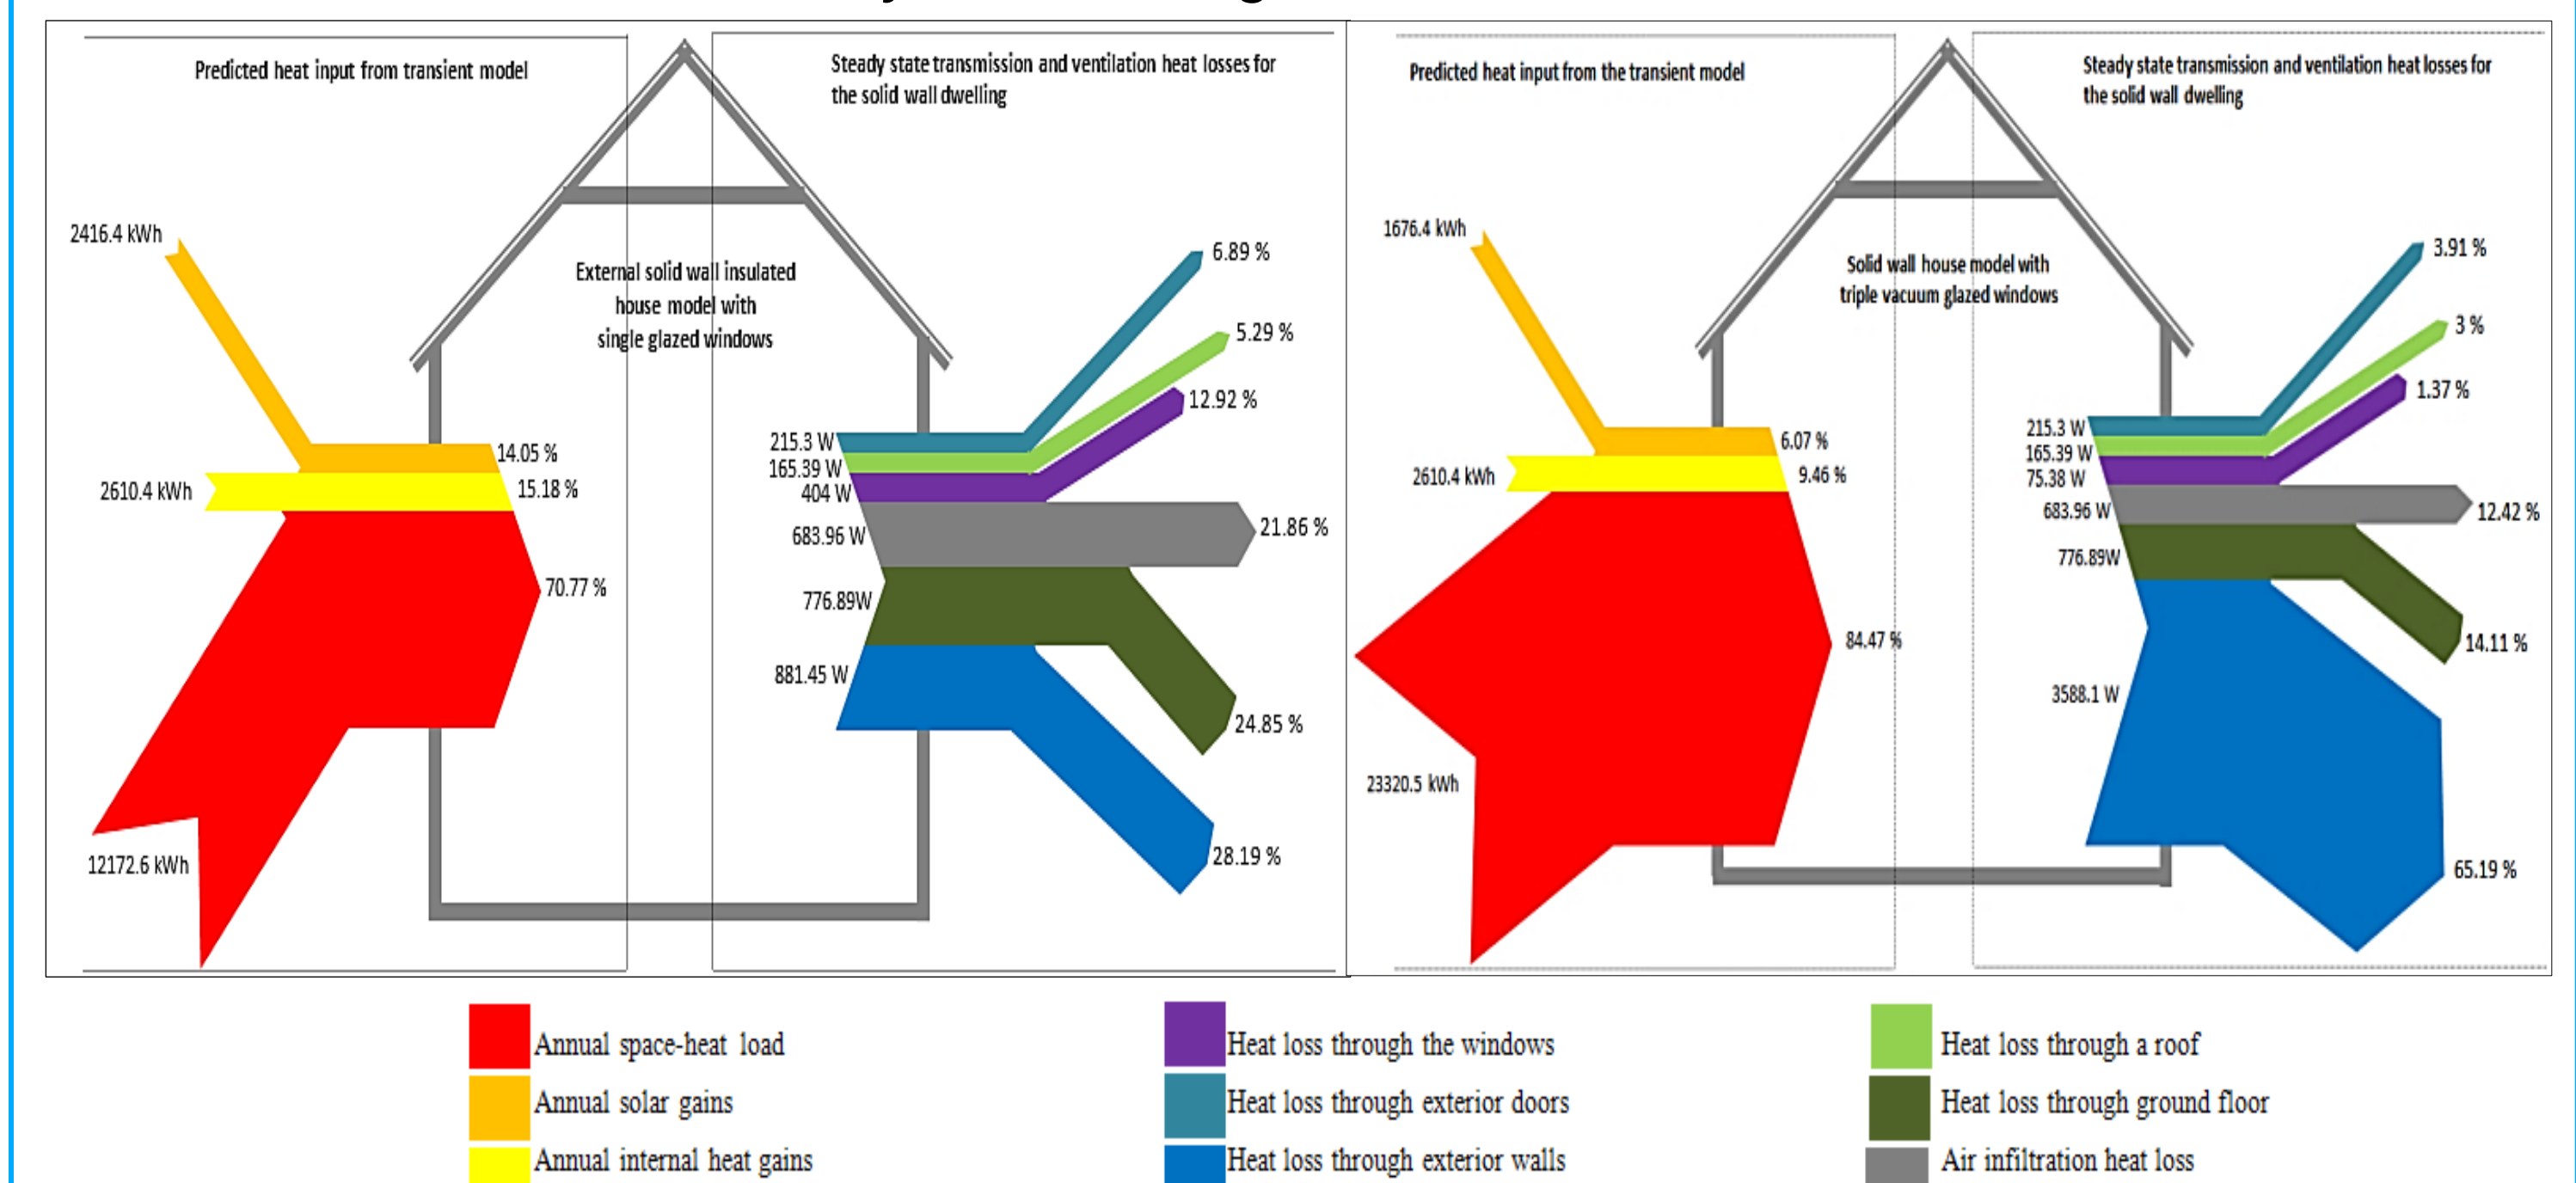 Predicted heat input from transient model
Steady state transmission and ventilation heat losses for
the solid wall dwelling
External solid wall insulated
house model with
single glazed windows
2416.4 kWh
2610.4 kWh
12172.6 kWh
14.05 %
15.18 %
70.77 %
215.3 W
165.39 W
404 W
683.96 W
776.89W
881.45 W
6.89 %
5.29 %
12.92 %
21.86 %
24.85 %
28.19 %
Predicted heat input from the transient model
Steady state transmission and ventilation heat losses for
the solid wall dwelling
Solid wall house model with
triple vacuum glazed windows
1676.4 kWh
2610.4 kWh
23320.5 kWh
6.07 %
9.46 %
84.47 %
215.3 W
165.39 W
75.38 W
683.96 W
776.89W
3588.1 W
3.91 %
3 %
1.37 %
12.42 %
14.11 %
65.19 %
Annual space-heat load
Annual solar gains
Annual internal heat gains
Heat loss through the windows
Heat loss through exterior doors
Heat loss through exterior walls
Heat loss through a roof
Heat loss through ground floor
Air infiltration heat loss